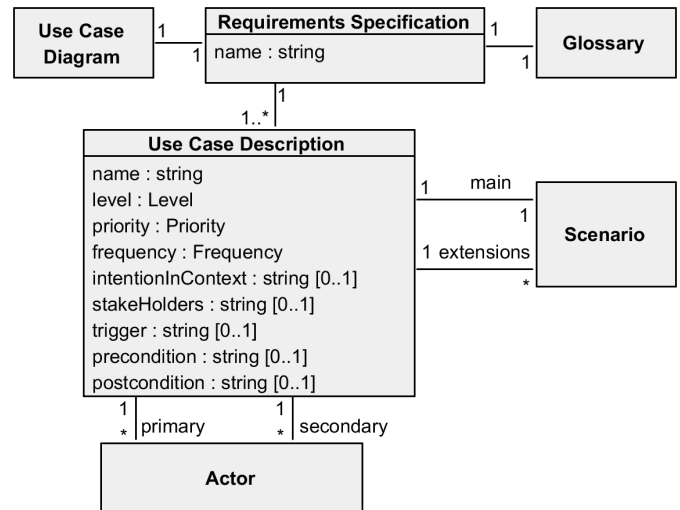 Use Case
Diagram
1
1
Requirements Specification
name : string
1
1
Glossary
1
1..*
Use Case Description
name : string
level : Level
priority : Priority
frequency : Frequency
intentionInContext : string [0..1]
stakeHolders : string [0..1]
trigger : string [0..1]
precondition : string [0..1]
postcondition : string [0..1]
1 main
1
1 extensions
*
Scenario
1
* primary
1
* secondary
Actor